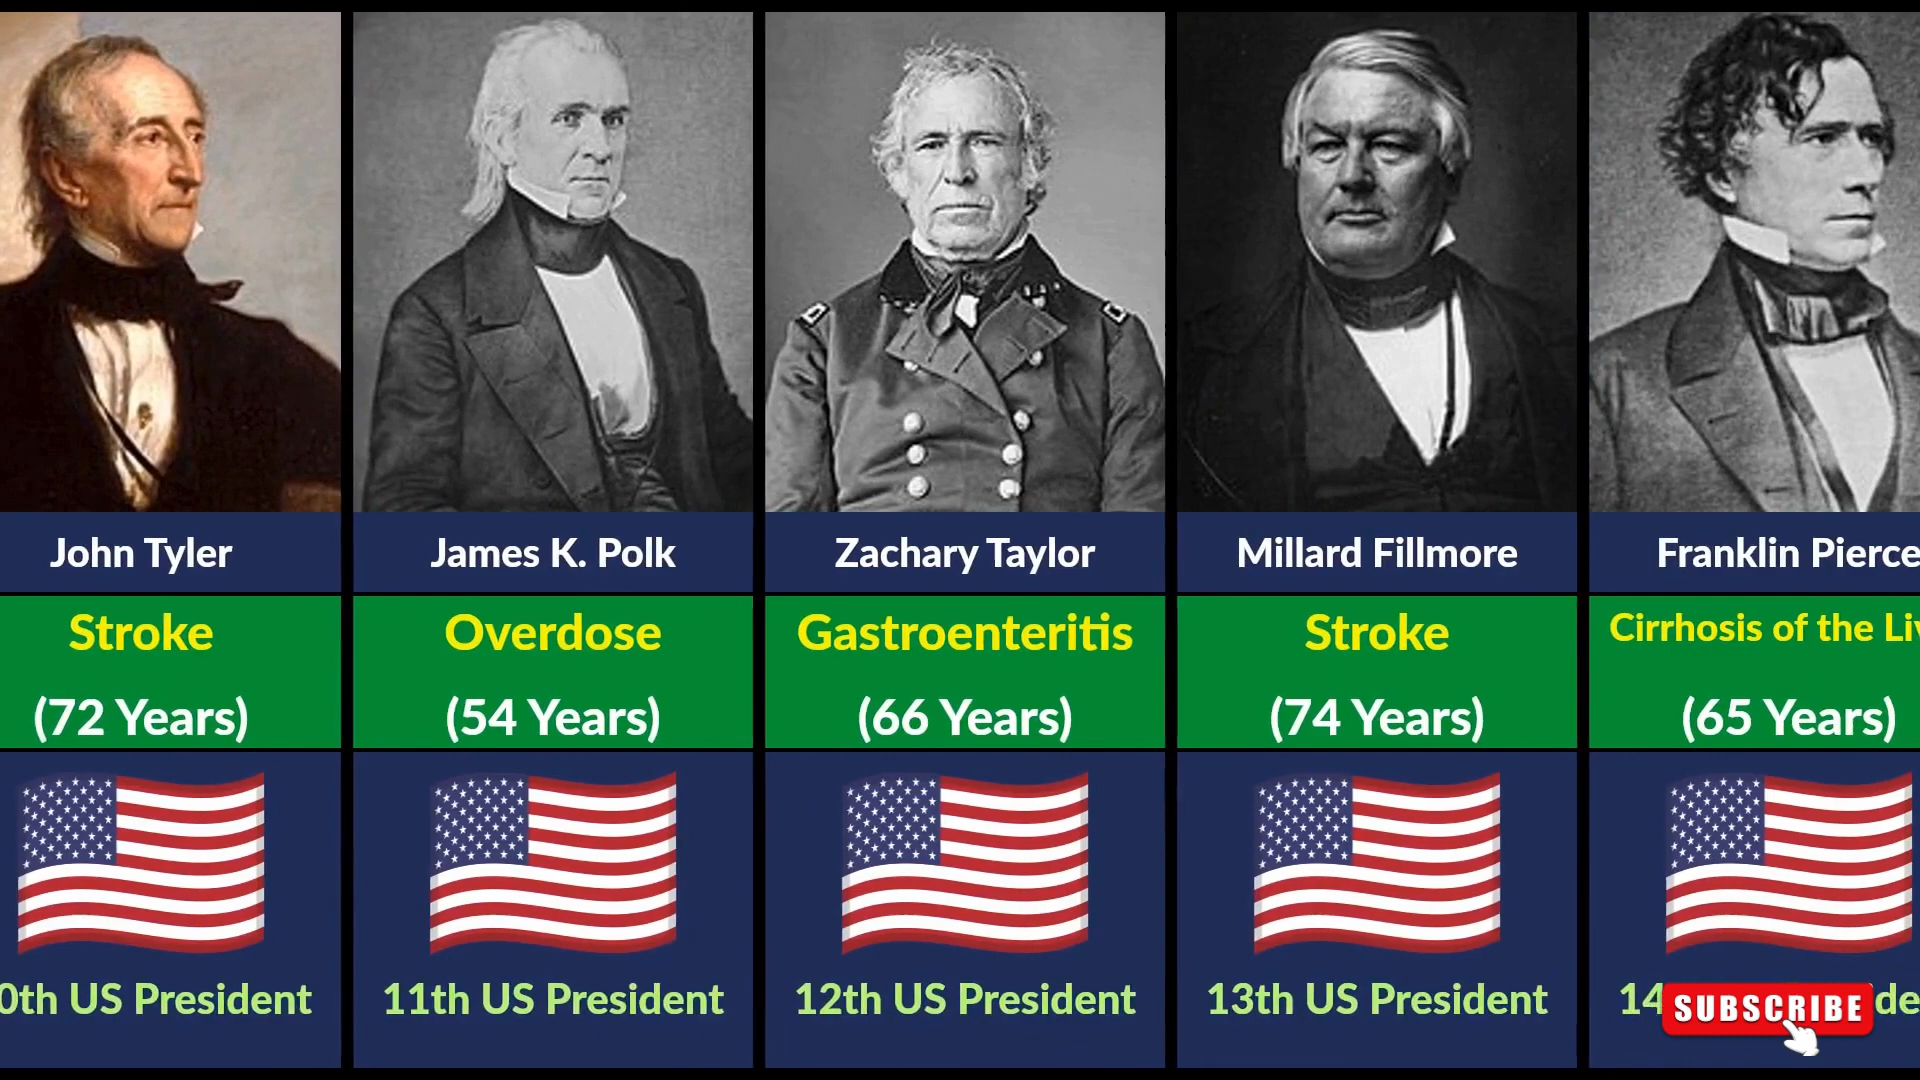 John Tyler
James K. Polk
Zachary Taylor
Millard Fillmore
Franklin Pierce
Stroke
Overdose
Gastroenteritis
Stroke
Cirrhosis of the
(72 Years)
(54 Years)
(66 Years)
(74 Years)
(65 Years)
0th US President
11th US President
12th US President
13th US President
14
SUBSCRIBE